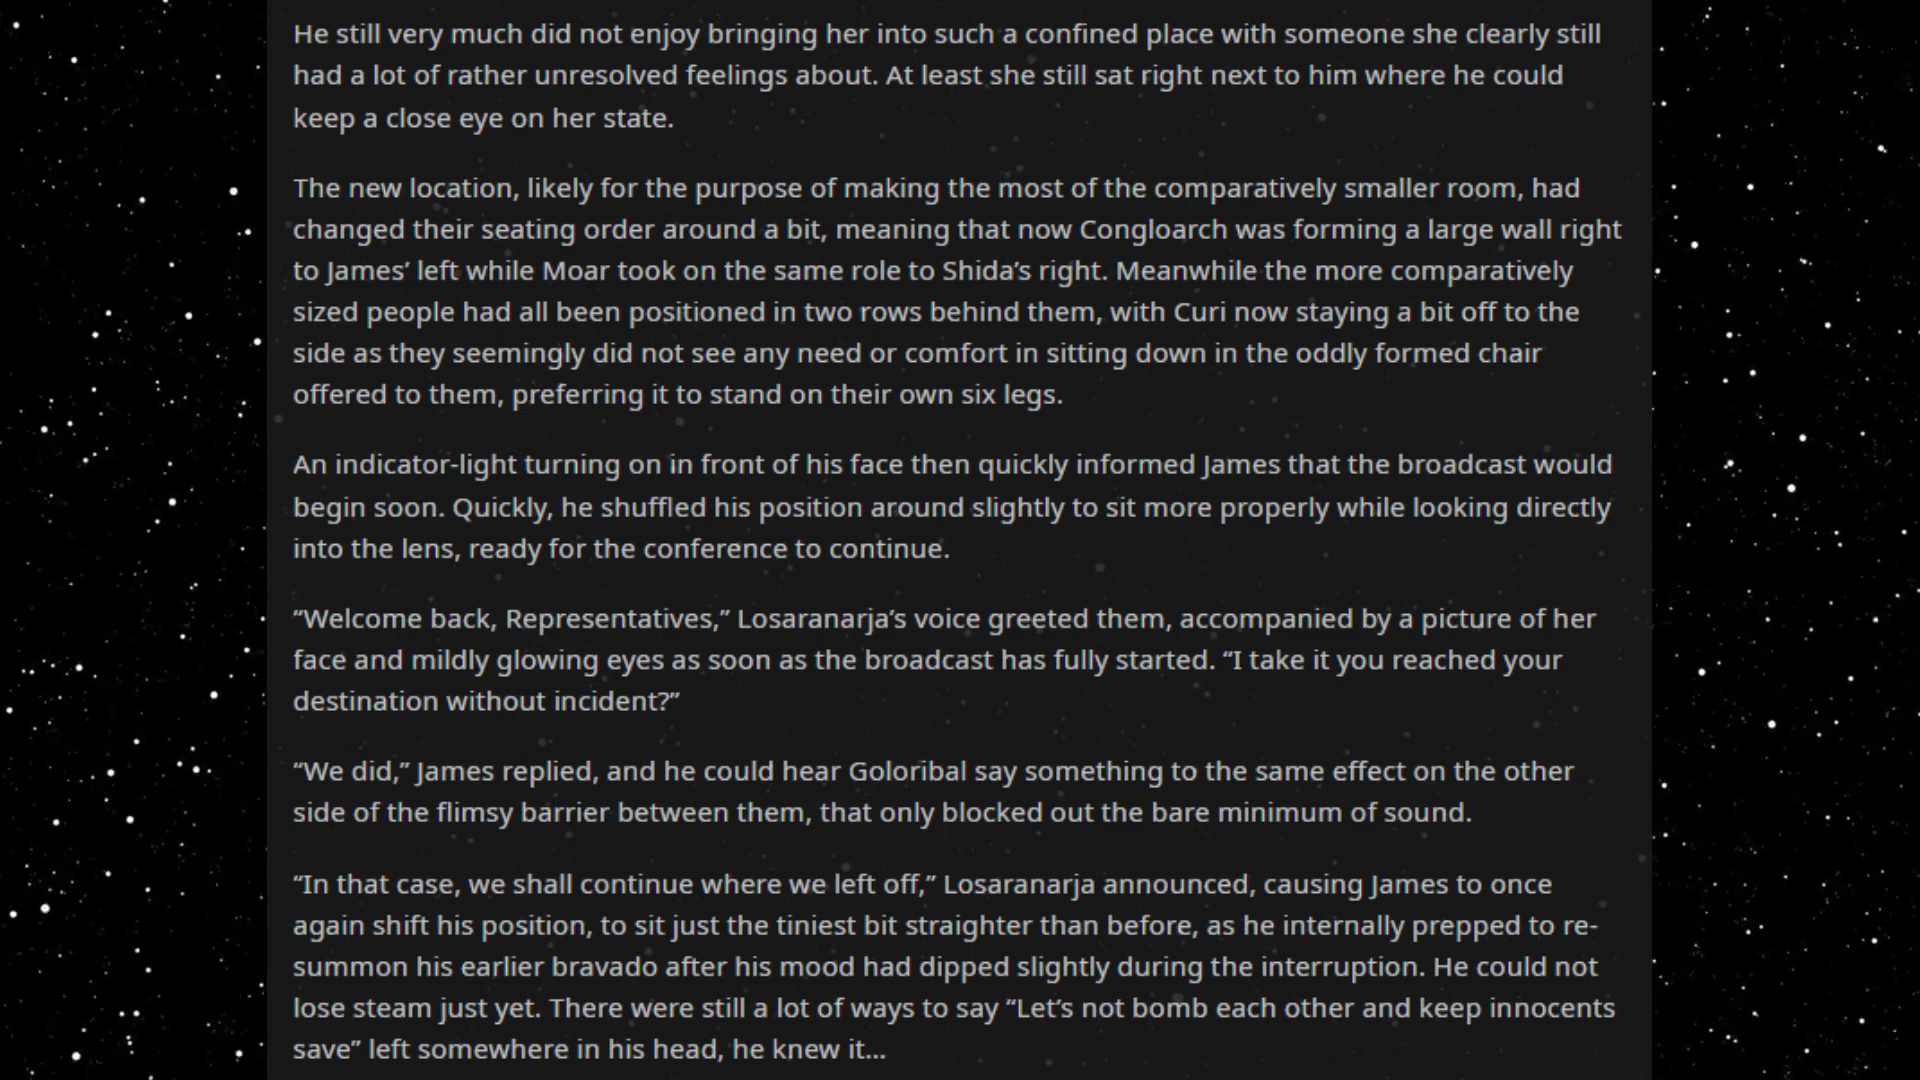 He still very much did not enjoy bringing her into such a confined place with someone she clearly still
had a lot of rather unresolved feelings about. At least she still sat right next to him where he could
keep a close eye on her state.
The new location, likely for the purpose of making the most of the comparatively smaller room, had
changed their seating order around a bit, meaning that now Congloarch was forming a large wall right
to James’ left while Moar took on the same role to Shida’s right. Meanwhile the more comparatively
sized people had all been positioned in two rows behind them, with Curi now staying a bit off to the
side as they seemingly did not see any need or comfort in sitting down in the oddly formed chair
offered to them, preferring it to stand on their own six legs.
An indicator-light turning on in front of his face then quickly informed James that the broadcast would
begin soon. Quickly, he shuffled his position around slightly to sit more properly while looking directly
into the lens, ready for the conference to continue.
“Welcome back, Representatives,” Losaranarja’s voice greeted them, accompanied by a picture of her
face and mildly glowing eyes as soon as the broadcast has fully started. “I take it you reached your
destination without incident?”
“We did,” James replied, and he could hear Goloribal say something to the same effect on the other
side of the flimsy barrier between them, that only blocked out the bare minimum of sound.
“In that case, we shall continue where we left off,” Losaranarja announced, causing James to once
again shift his position, to sit just the tiniest bit straighter than before, as he internally prepped to re-
summon his earlier bravado after his mood had dipped slightly during the interruption. He could not
lose steam just yet. There were still a lot of ways to say “Let’s not bomb each other and keep innocents
save” left somewhere in his head, he knew it…